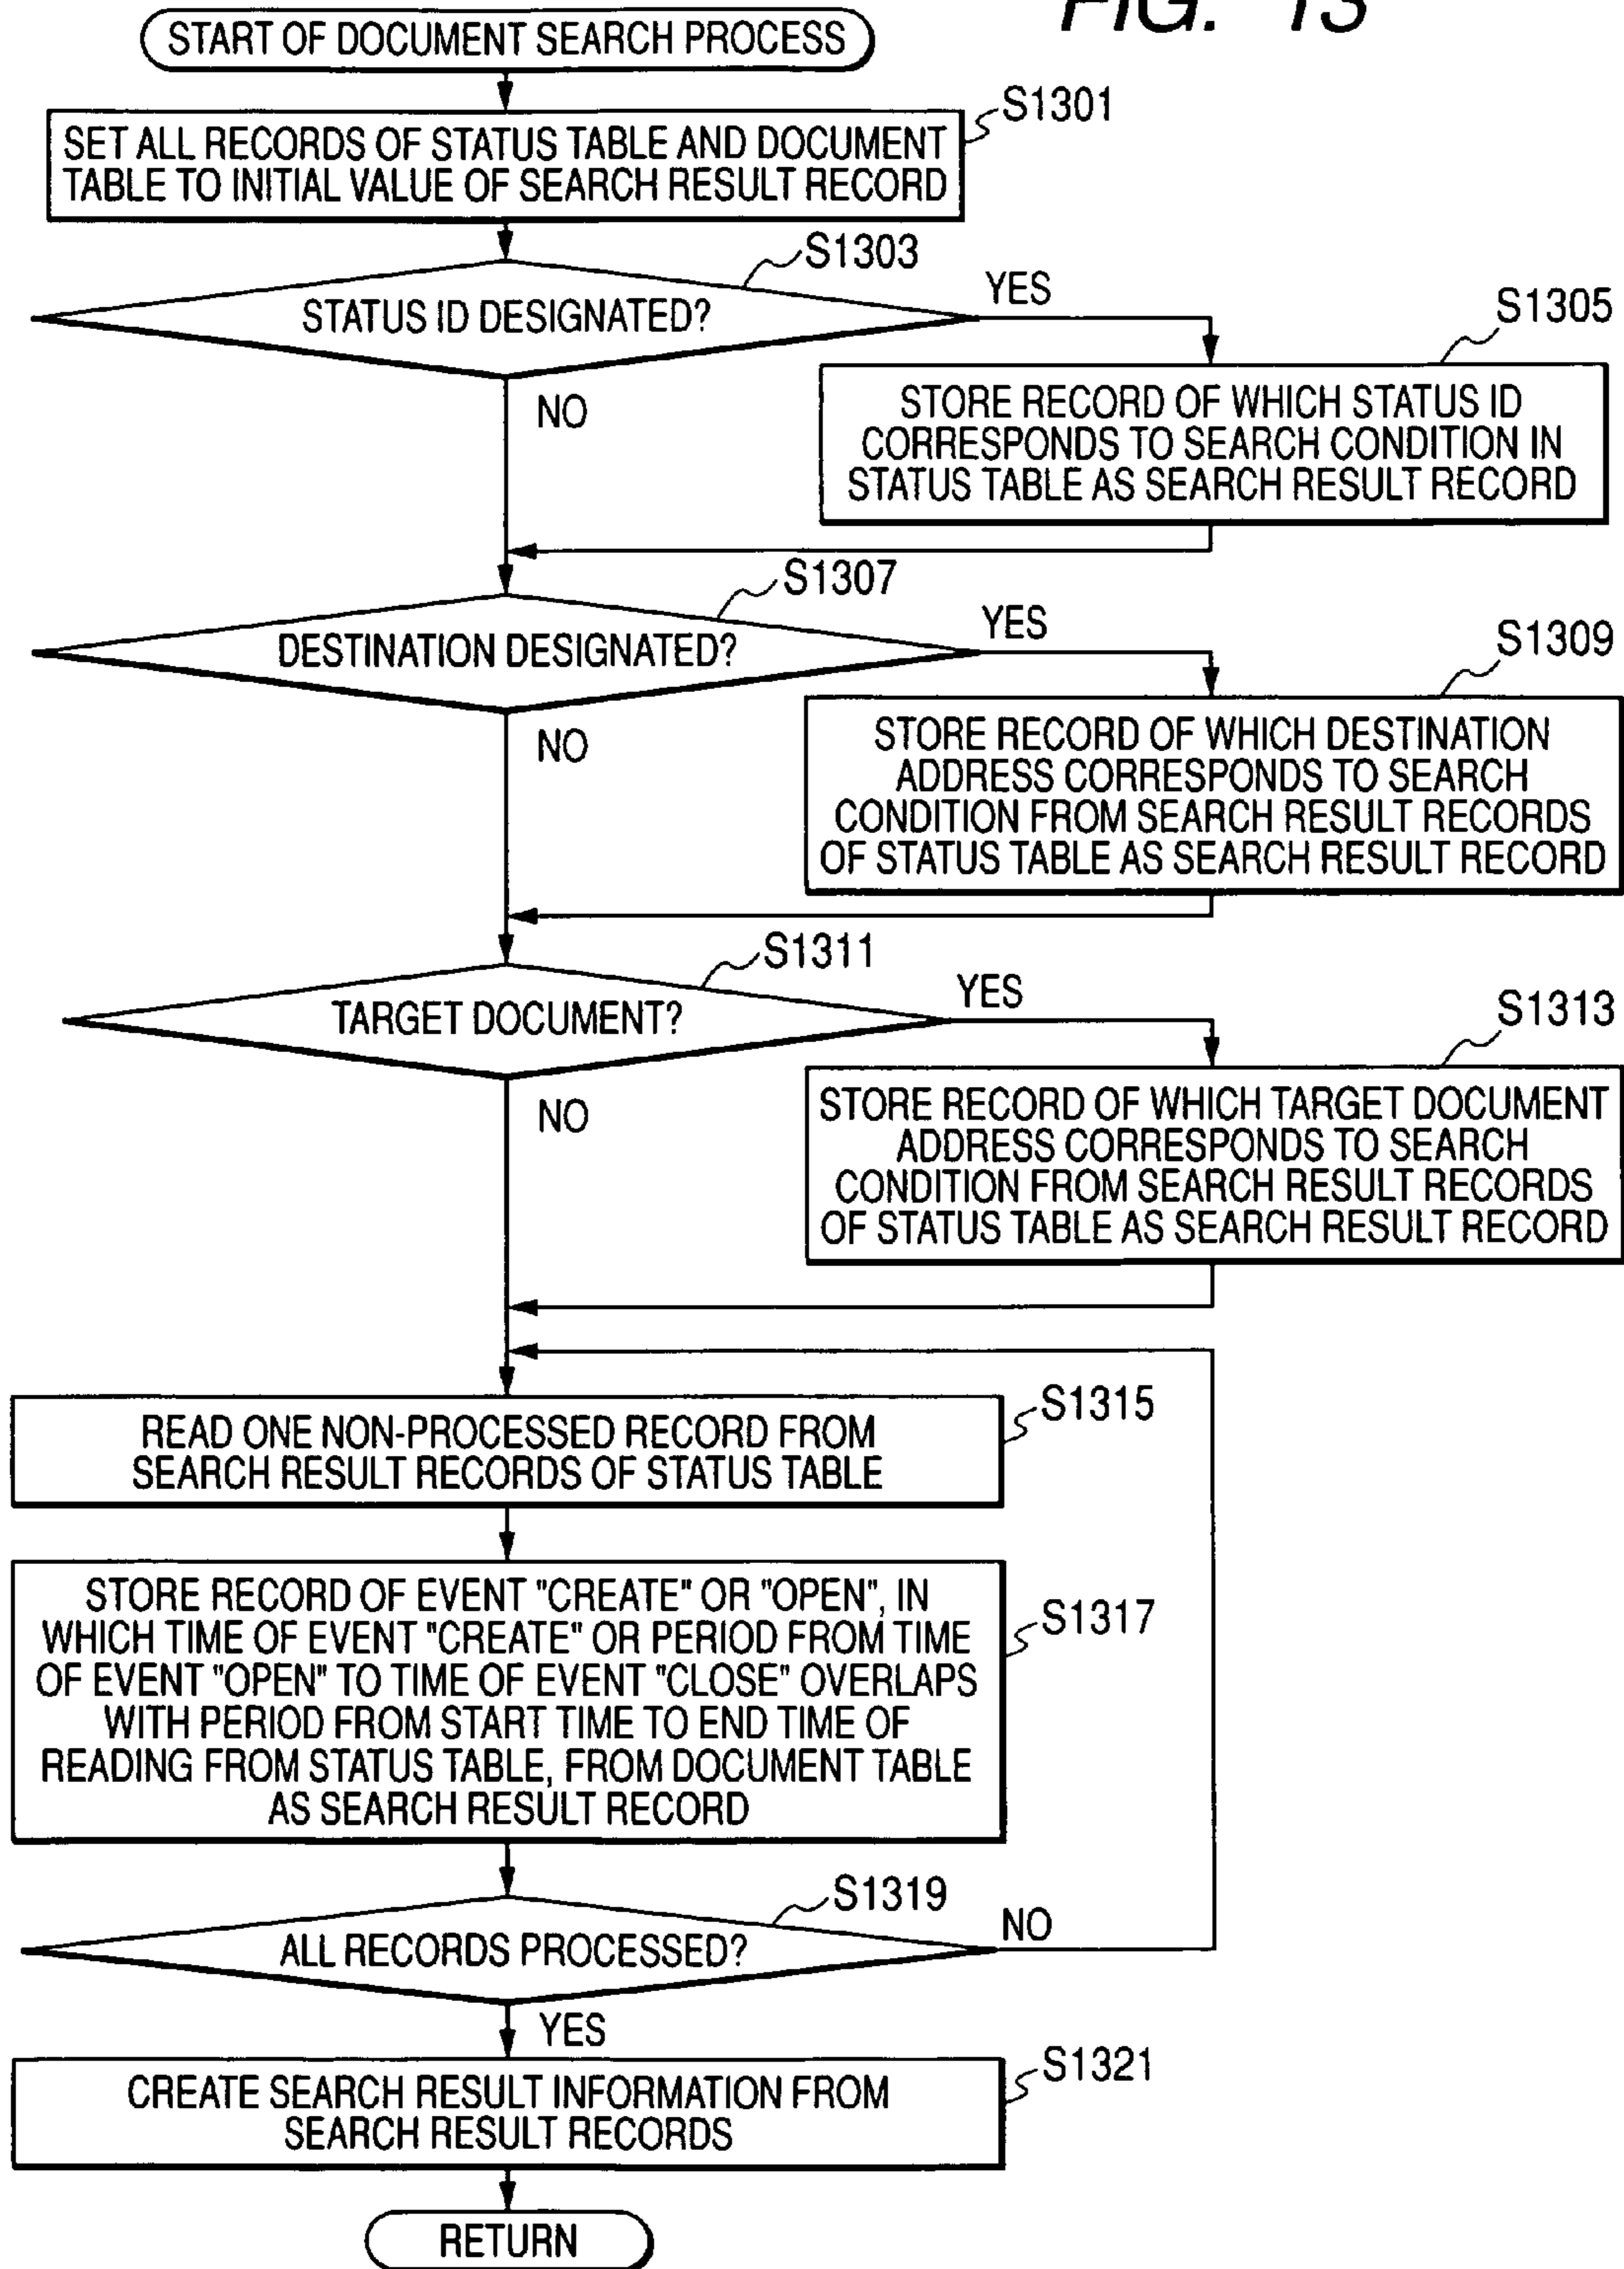 FIG. 13
START OF DOCUMENT SEARCH PROCESS
S1301
SET ALL RECORDS OF STATUS TABLE AND DOCUMENT
TABLE TO INITIAL VALUE OF SEARCH RESULT RECORD
S1303
STATUS ID DESIGNATED?
YES
NO
S1305
STORE RECORD OF WHICH STATUS ID
CORRESPONDS TO SEARCH CONDITION IN
STATUS TABLE AS SEARCH RESULT RECORD
S1307
DESTINATION DESIGNATED?
YES
NO
S1309
STORE RECORD OF WHICH DESTINATION
ADDRESS CORRESPONDS TO SEARCH
CONDITION FROM SEARCH RESULT RECORDS
OF STATUS TABLE AS SEARCH RESULT RECORD
S1311
TARGET DOCUMENT?
YES
NO
S1313
STORE RECORD OF WHICH TARGET DOCUMENT
ADDRESS CORRESPONDS TO SEARCH
CONDITION FROM SEARCH RESULT RECORDS
OF STATUS TABLE AS SEARCH RESULT RECORD
S1315
READ ONE NON-PROCESSED RECORD FROM
SEARCH RESULT RECORDS OF STATUS TABLE
S1317
STORE RECORD OF EVENT "CREATE" OR "OPEN", IN
WHICH TIME OF EVENT "CREATE" OR PERIOD FROM TIME
OF EVENT "OPEN" TO TIME OF EVENT "CLOSE" OVERLAPS
WITH PERIOD FROM START TIME TO END TIME OF
READING FROM STATUS TABLE, FROM DOCUMENT TABLE
AS SEARCH RESULT RECORD
S1319
ALL RECORDS PROCESSED?
NO
YES
S1321
CREATE SEARCH RESULT INFORMATION FROM
SEARCH RESULT RECORDS
RETURN